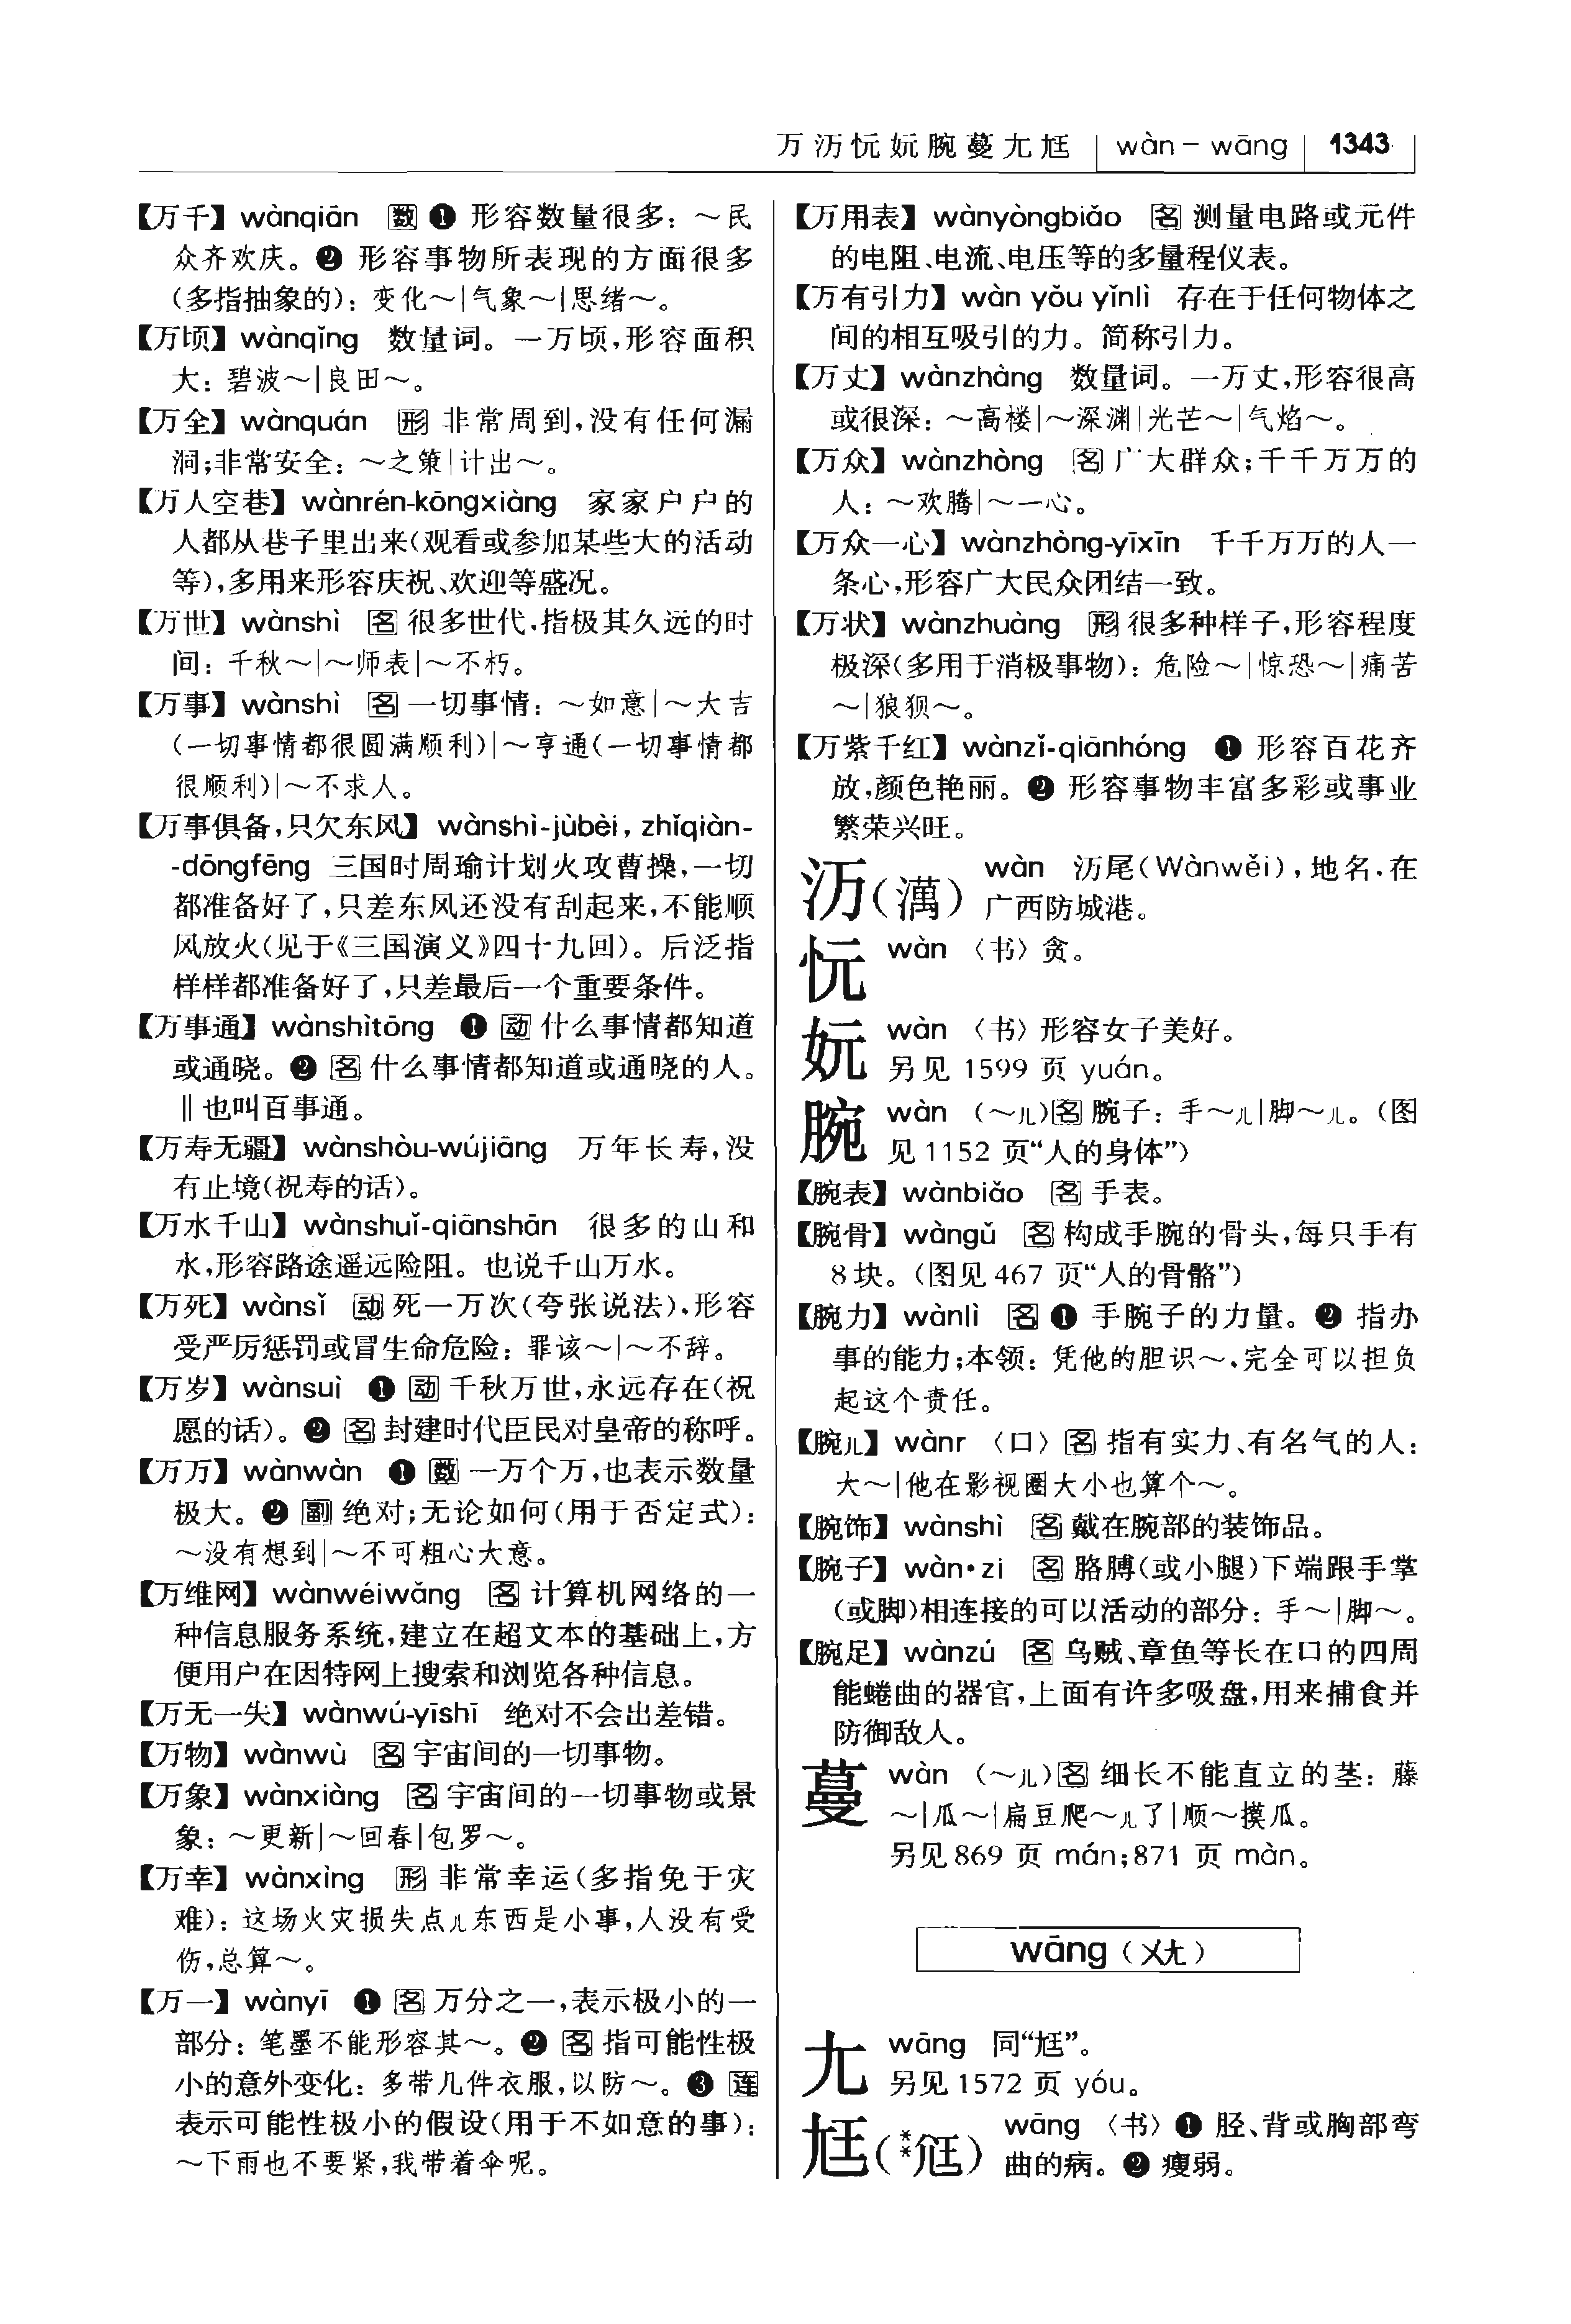 万沥忨妧腕蔓尢尪 wàn – wāng 1343
【万千】 wànqiān 数 ❶ 形容数量很多：～民
众齐欢庆。❷ 形容事物所表现的方面很多
（多指抽象的）：变化～|气象～|思绪～。
【万顷】 wànqǐng 数量词。一万顷，形容面积
大：碧波～|良田～。
【万全】 wànquán 形 非常周到，没有任何漏
洞；非常安全：～之策|计出～。
【万人空巷】 wànrén-kōngxiàng 家家户户的
人都从巷子里出来（观看或参加某些大的活动
等），多用来形容庆祝、欢迎等盛况。
【万世】 wànshì 名 很多世代，指极其久远的时
间：千秋～|～师表|～不朽。
【万事】 wànshì 名 一切事情：～如意|～大吉
（一切事情都很圆满顺利）|～亨通（一切事情都
很顺利）|～不求人。
【万事俱备，只欠东风】 wànshì-jùbèi, zhǐqiàn-
-dōngfēng 三国时周瑜计划火攻曹操，一切
都准备好了，只差东风还没有刮起来，不能顺
风放火（见于《三国演义》四十九回）。后泛指
样样都准备好了，只差最后一个重要条件。
【万事通】 wànshìtōng ❶ 动 什么事情都知道
或通晓。❷ 名 什么事情都知道或通晓的人。
‖也叫百事通。
【万寿无疆】 wànshòu-wújiāng 万年长寿，没
有止境（祝寿的话）。
【万水千山】 wànshuǐ-qiānshān 很多的山和
水，形容路途遥远险阻。也说千山万水。
【万死】 wànsǐ 动 死一万次（夸张说法），形容
受严厉惩罚或冒生命危险：罪该～|～不辞。
【万岁】 wànsuì ❶ 动 千秋万世，永远存在（祝
愿的话）。❷ 名 封建时代臣民对皇帝的称呼。
【万万】 wànwàn ❶ 数 一万个万，也表示数量
极大。❷ 副 绝对；无论如何（用于否定式）：
～没有想到|～不可粗心大意。
【万维网】 wànwéiwǎng 名 计算机网络的一
种信息服务系统，建立在超文本的基础上，方
便用户在因特网上搜索和浏览各种信息。
【万无一失】 wànwú-yīshī 绝对不会出差错。
【万物】 wànwù 名 宇宙间的一切事物。
【万象】 wànxiàng 名 宇宙间的一切事物或景
象：～更新|～回春|包罗～。
【万幸】 wànxìng 形 非常幸运（多指免于灾
难）：这场火灾损失点儿东西是小事，人没有受
伤，总算～。
【万一】 wànyī ❶ 名 万分之一，表示极小的一
部分：笔墨不能形容其～。❷ 名 指可能性极
小的意外变化：多带几件衣服，以防～。❸ 连
表示可能性极小的假设（用于不如意的事）：
～下雨也不要紧，我带着伞呢。
【万用表】 wànyòngbiǎo 名 测量电路或元件
的电阻、电流、电压等的多量程仪表。
【万有引力】 wàn yǒu yǐnlì 存在于任何物体之
间的相互吸引的力。简称引力。
【万丈】 wànzhàng 数量词。一万丈，形容很高
或很深：～高楼|～深渊|光芒～|气焰～。
【万众】 wànzhòng 名 广大群众；千千万万的
人：～欢腾|～一心。
【万众一心】 wànzhòng-yīxīn 千千万万的人一
条心，形容广大民众团结一致。
【万状】 wànzhuàng 形 很多种样子，形容程度
极深（多用于消极事物）：危险～|惊恐～|痛苦
～|狼狈～。
【万紫千红】 wànzǐ-qiānhóng ❶ 形容百花齐
放，颜色艳丽。❷ 形容事物丰富多彩或事业
繁荣兴旺。
沥（澫） wàn 沥尾（Wànwěi），地名，在
广西防城港。
忨 wàn 〈书〉贪。
妧 wàn 〈书〉形容女子美好。
另见 1599 页 yuán。
腕 wàn （～儿）名 腕子：手～儿|脚～儿。（图
见 1152 页“人的身体”）
【腕表】 wànbiǎo 名 手表。
【腕骨】 wàngǔ 名 构成手腕的骨头，每只手有
8块。（图见 467 页“人的骨骼”）
【腕力】 wànlì 名 ❶ 手腕子的力量。❷ 指办
事的能力；本领：凭他的胆识～，完全可以担负
起这个责任。
【腕儿】 wànr 〈口〉名 指有实力、有名气的人：
大～|他在影视圈大小也算个～。
【腕饰】 wànshì 名 戴在腕部的装饰品。
【腕子】 wàn•zi 名 胳膊（或小腿）下端跟手掌
（或脚）相连接的可以活动的部分：手～|脚～。
【腕足】 wànzú 名 乌贼、章鱼等长在口的四周
能蜷曲的器官，上面有许多吸盘，用来捕食并
防御敌人。
蔓 wàn （～儿）名 细长不能直立的茎：藤
～|瓜～|扁豆爬～儿了|顺～摸瓜。
另见 869 页 mán；871 页 màn。
wāng（ㄨㄤ）
尢 wāng 同“尪”。
另见 1572 页 yóu。
尪（**尫） wāng 〈书〉❶ 胫、背或胸部弯
曲的病。❷ 瘦弱。